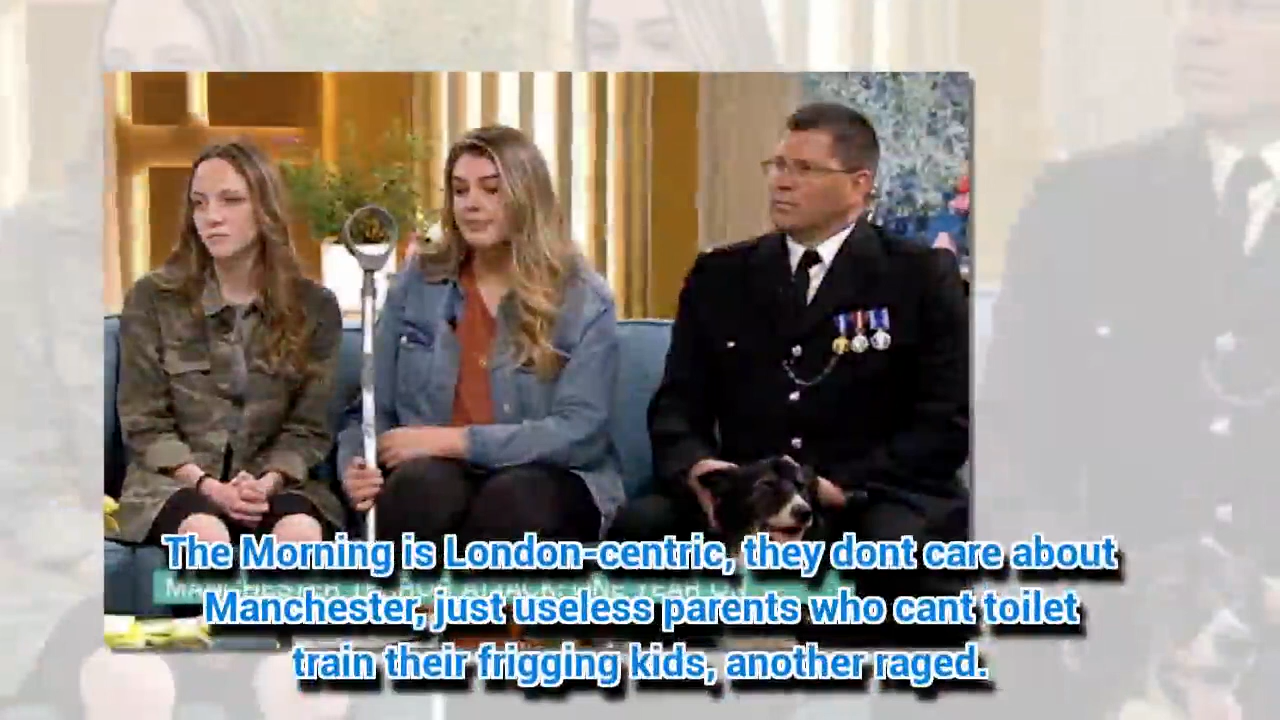 The Morning is London-centric, they dont care about
Manchester, just useless parents who cant toilet
train their frigging kids, another raged.